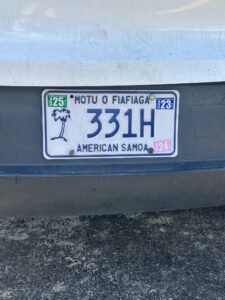 25 MOTU O FIAFIAGA 23
331H
AMERICAN SAMOA 24